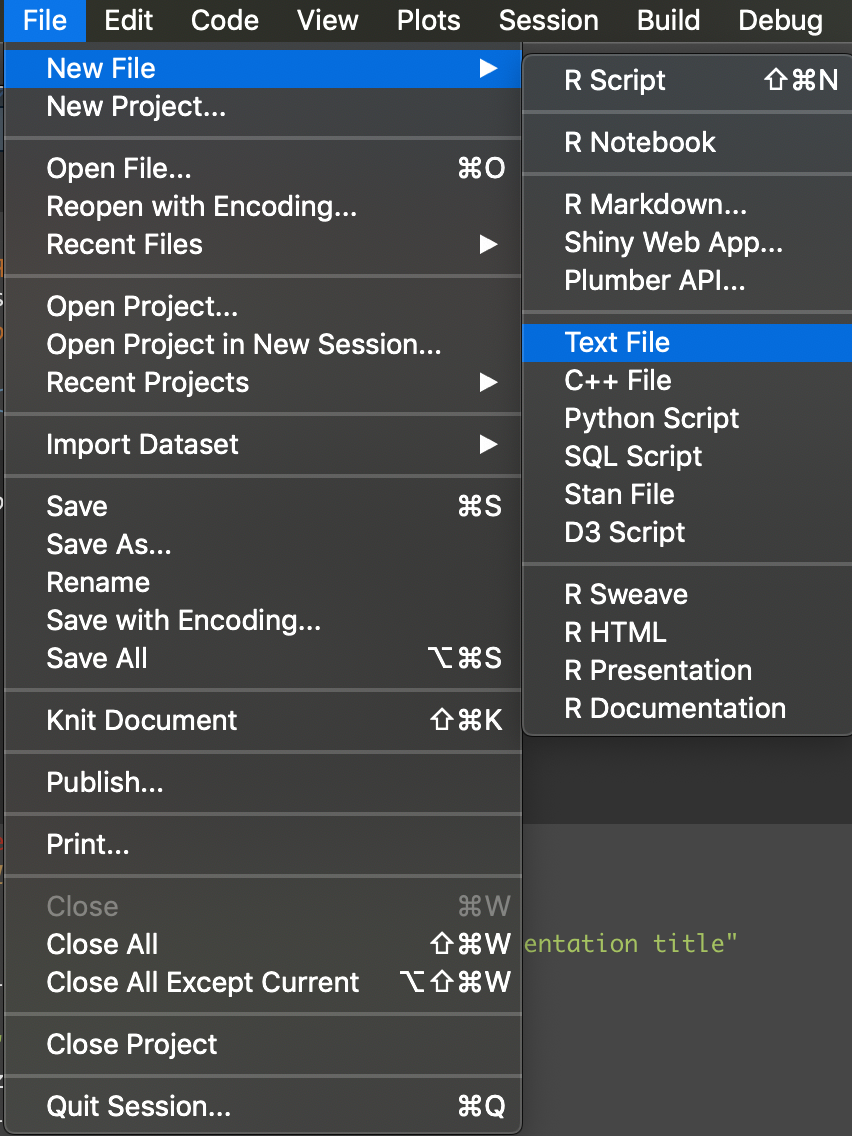 File Edit Code View Plots Session Build Debug
New File ▶
New Project...
Open File... ⌘O
Reopen with Encoding...
Recent Files ▶
Open Project...
Open Project in New Session...
Recent Projects ▶
Import Dataset ▶
Save ⌘S
Save As...
Rename
Save with Encoding...
Save All ⌥⌘S
Knit Document ⇧⌘K
Publish...
Print...
Close ⌘W
Close All ⇧⌘W
Close All Except Current ⌥⇧⌘W
Close Project
Quit Session... ⌘Q
R Script ⇧⌘N
R Notebook
R Markdown...
Shiny Web App...
Plumber API...
Text File
C++ File
Python Script
SQL Script
Stan File
D3 Script
R Sweave
R HTML
R Presentation
R Documentation
entation title"